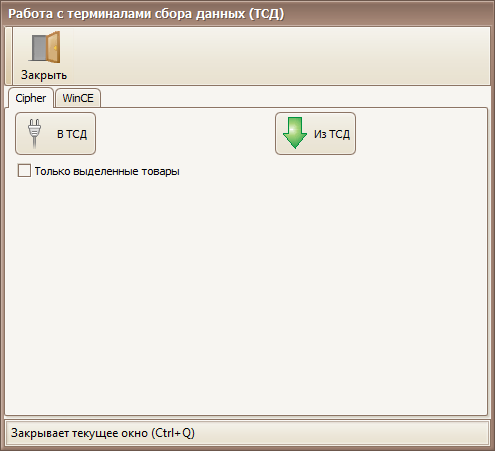 Работа с терминалами сбора данных (ТСД)
Закрыть
Cipher WinCE
В ТСД Из ТСД
Только выделенные товары
Закрывает текущее окно (Ctrl+Q)